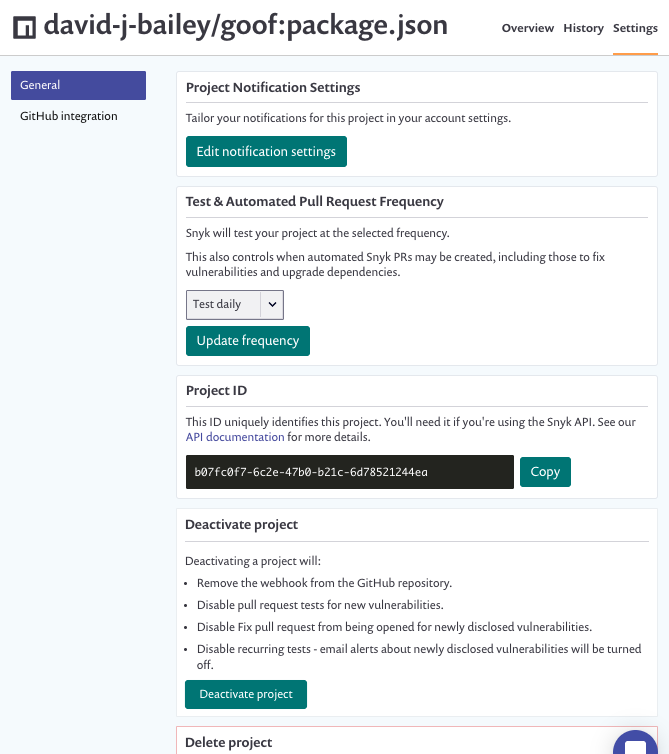 david-j-bailey/goof:package.json
Overview History Settings
General
GitHub integration
Project Notification Settings
Tailor your notifications for this project in your account settings.
Edit notification settings
Test & Automated Pull Request Frequency
Snyk will test your project at the selected frequency.
This also controls when automated Snyk PRs may be created, including those to fix
vulnerabilities and upgrade dependencies.
Test daily
Update frequency
Project ID
This ID uniquely identifies this project. You'll need it if you're using the Snyk API. See our
API documentation for more details.
b07fc0f7-6c2e-47b0-b21c-6d78521244ea
Copy
Deactivate project
Deactivating a project will:
• Remove the webhook from the GitHub repository.
• Disable pull request tests for new vulnerabilities.
• Disable Fix pull request from being opened for newly disclosed vulnerabilities.
• Disable recurring tests - email alerts about newly disclosed vulnerabilities will be turned
off.
Deactivate project
Delete project